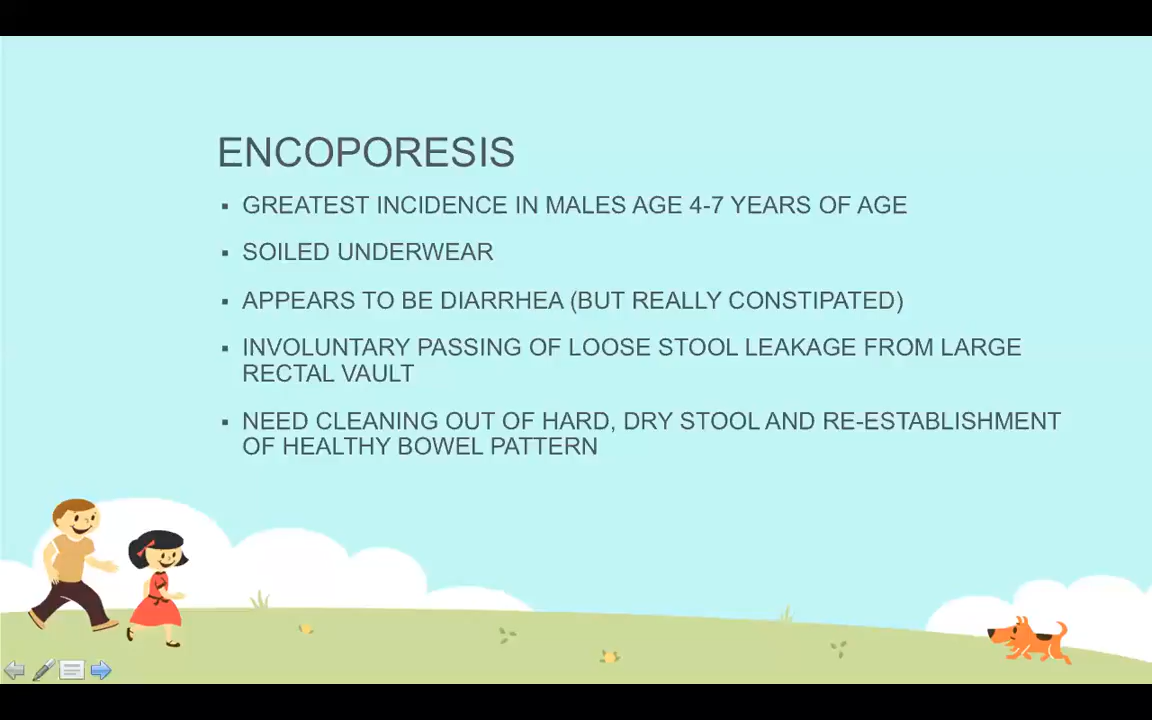 ENCOPORESIS
▪ GREATEST INCIDENCE IN MALES AGE 4-7 YEARS OF AGE
▪ SOILED UNDERWEAR
▪ APPEARS TO BE DIARRHEA (BUT REALLY CONSTIPATED)
▪ INVOLUNTARY PASSING OF LOOSE STOOL LEAKAGE FROM LARGE
RECTAL VAULT
▪ NEED CLEANING OUT OF HARD, DRY STOOL AND RE-ESTABLISHMENT
OF HEALTHY BOWEL PATTERN